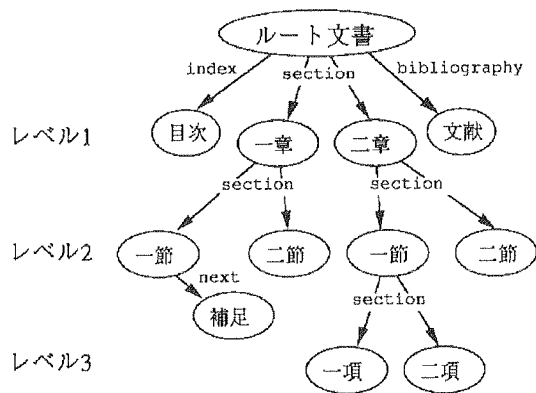 ルート文書
index section bibliography
レベル1 目次 一章 二章 文献
section section
レベル2 一節 二節 一節 二節
next section
補足
レベル3 一項 二項